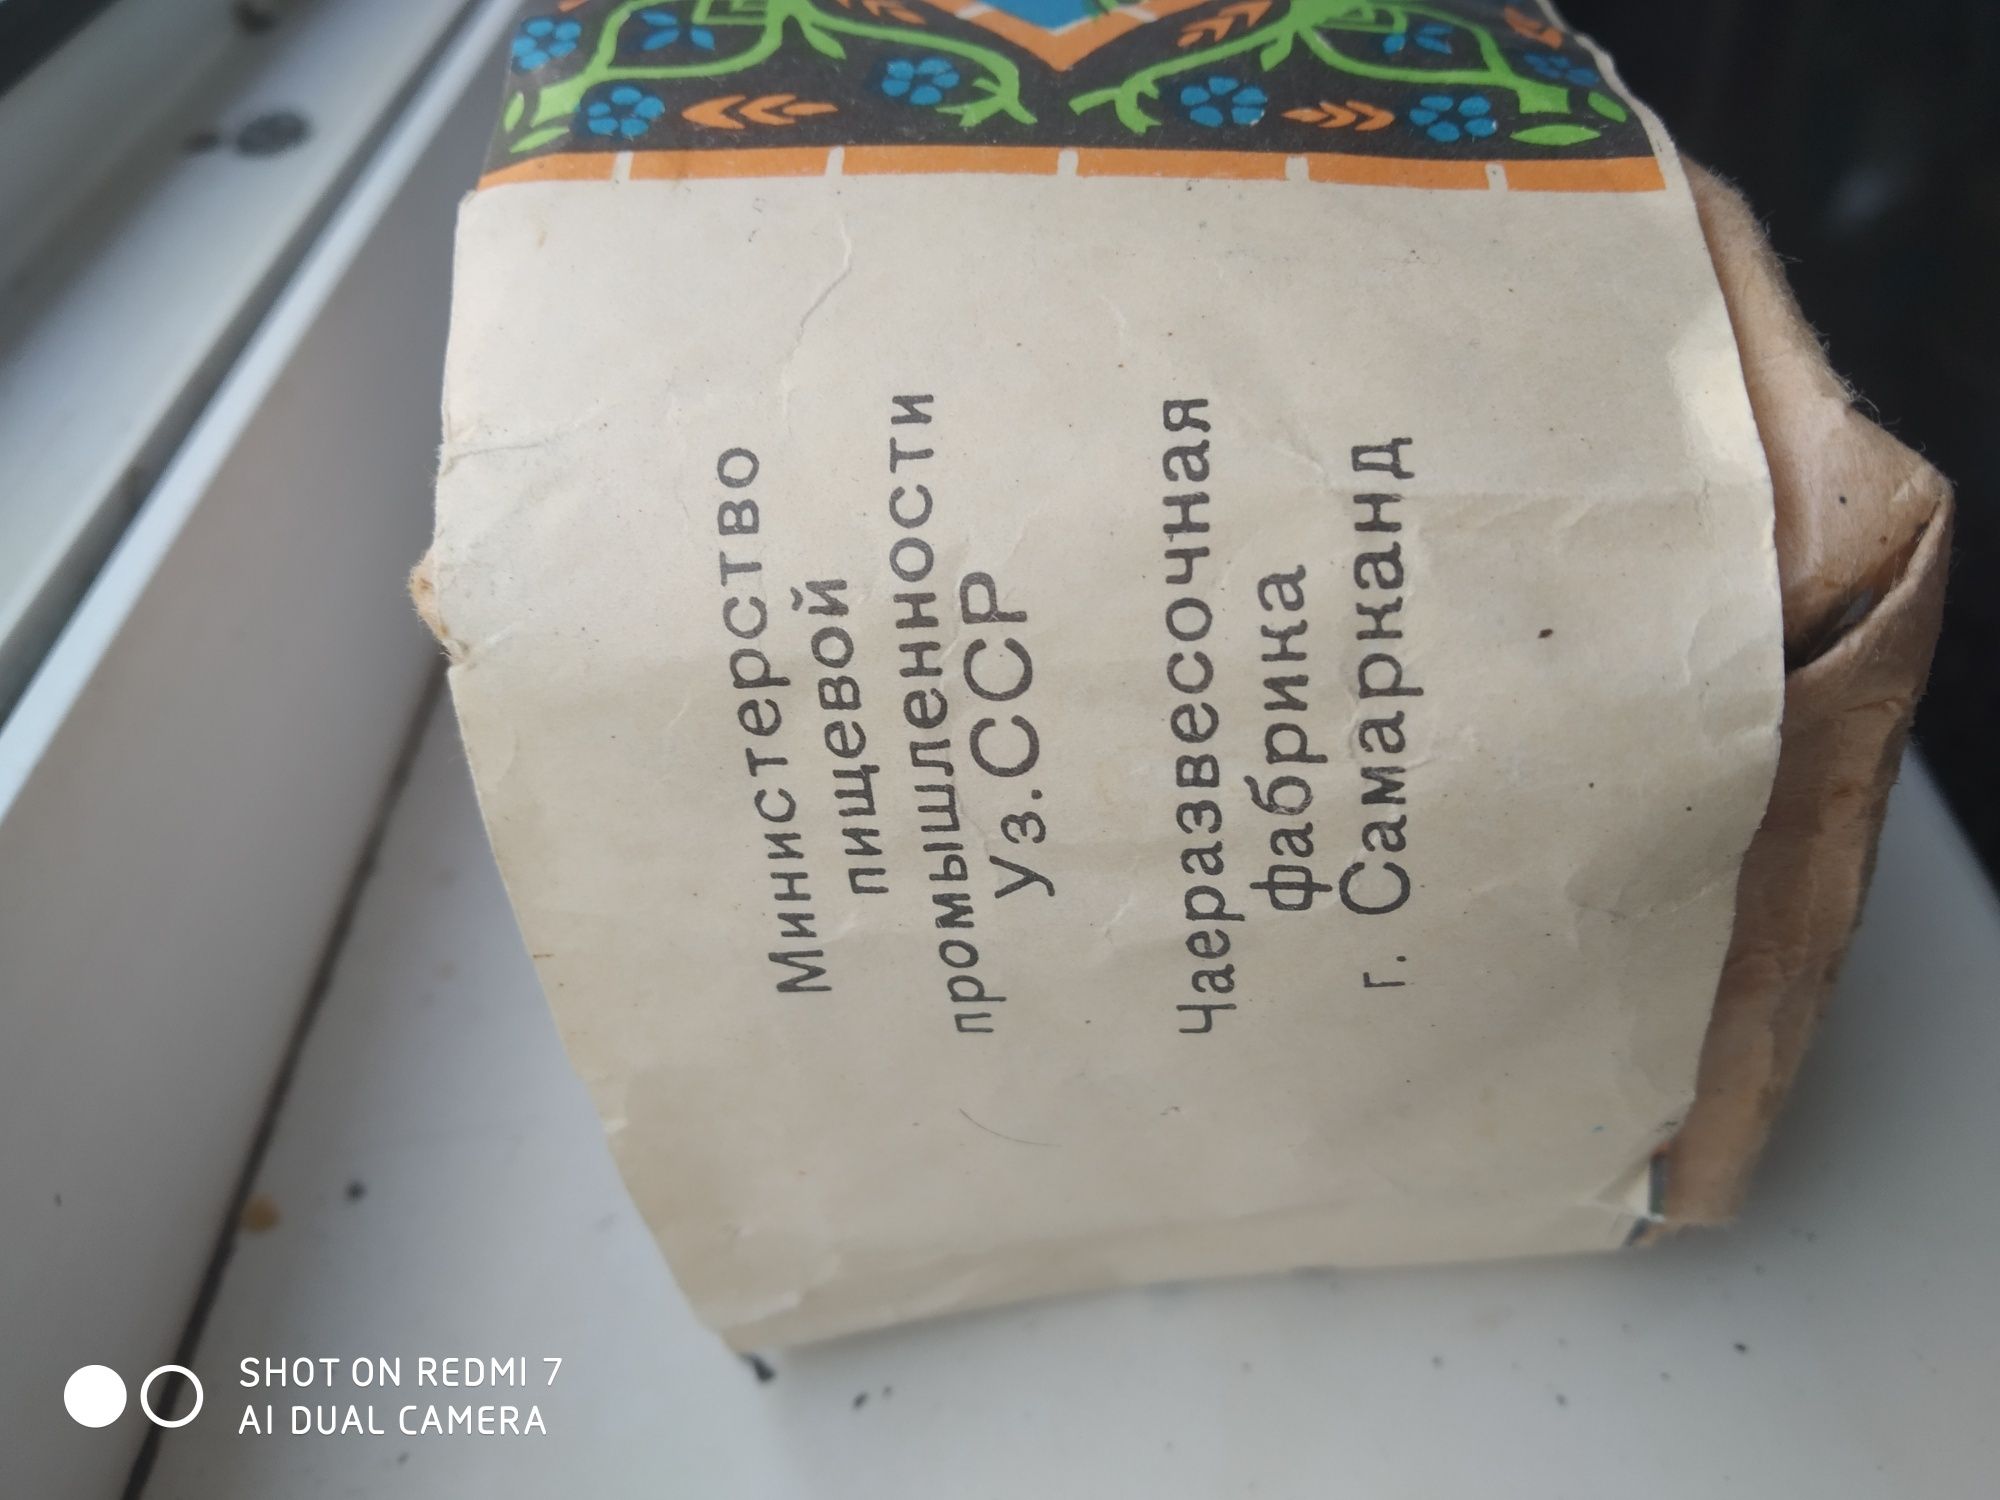 Министерство
пищевой
промышленности
Уз.ССР
Чаеразвесочная
фабрика
г. Самарканд
SHOT ON REDMI 7
AI DUAL CAMERA